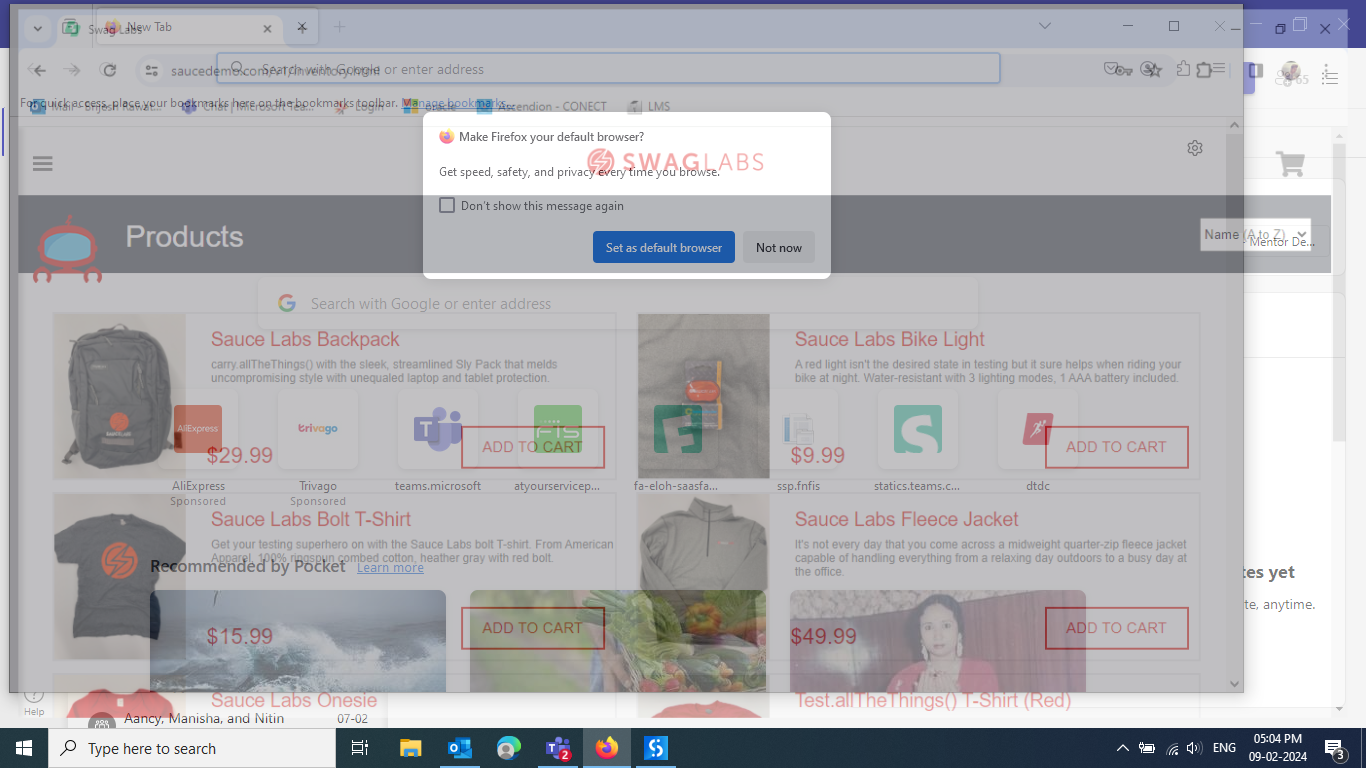 Swag Labs
New Tab
saucedemo.com/v1/inventory.html
Search with Google or enter address
65
For quick access, place your bookmarks here on the bookmarks toolbar. Manage bookmarks...
Login
oracle
Ascendion - CONECT
LMS
Make Firefox your default browser?
SWAGLABS
Get speed, safety, and privacy every time you browse.
Don't show this message again
Set as default browser
Not now
Products
Name (A to Z)
- Mentor De...
Search with Google or enter address
Sauce Labs Backpack
carry.allTheThings() with the sleek, streamlined Sly Pack that melds
uncompromising style with unequaled laptop and tablet protection.
$29.99
ADD TO CART
Sauce Labs Bike Light
A red light isn't the desired state in testing but it sure helps when riding your
bike at night. Water-resistant with 3 lighting modes, 1 AAA battery included.
$9.99
ADD TO CART
AliExpress
trivago
FIS
AliExpress
Sponsored
Trivago
Sponsored
teams.microsoft
atyourservicep...
fa-eloh-saasfa...
ssp.fnfis
statics.teams.c...
dtdc
Sauce Labs Bolt T-Shirt
Get your testing superhero on with the Sauce Labs bolt T-shirt. From American
Apparel, 100% ringspun combed cotton, heather gray with red bolt.
$15.99
ADD TO CART
Sauce Labs Fleece Jacket
It's not every day that you come across a midweight quarter-zip fleece jacket
capable of handling everything from a relaxing day outdoors to a busy day at
the office.
$49.99
ADD TO CART
Recommended by Pocket
Learn more
tes yet
te, anytime.
Sauce Labs Onesie
Test.allTheThings() T-Shirt (Red)
Help
Aancy, Manisha, and Nitin
07-02
Type here to search
2
ENG
05:04 PM
09-02-2024
3